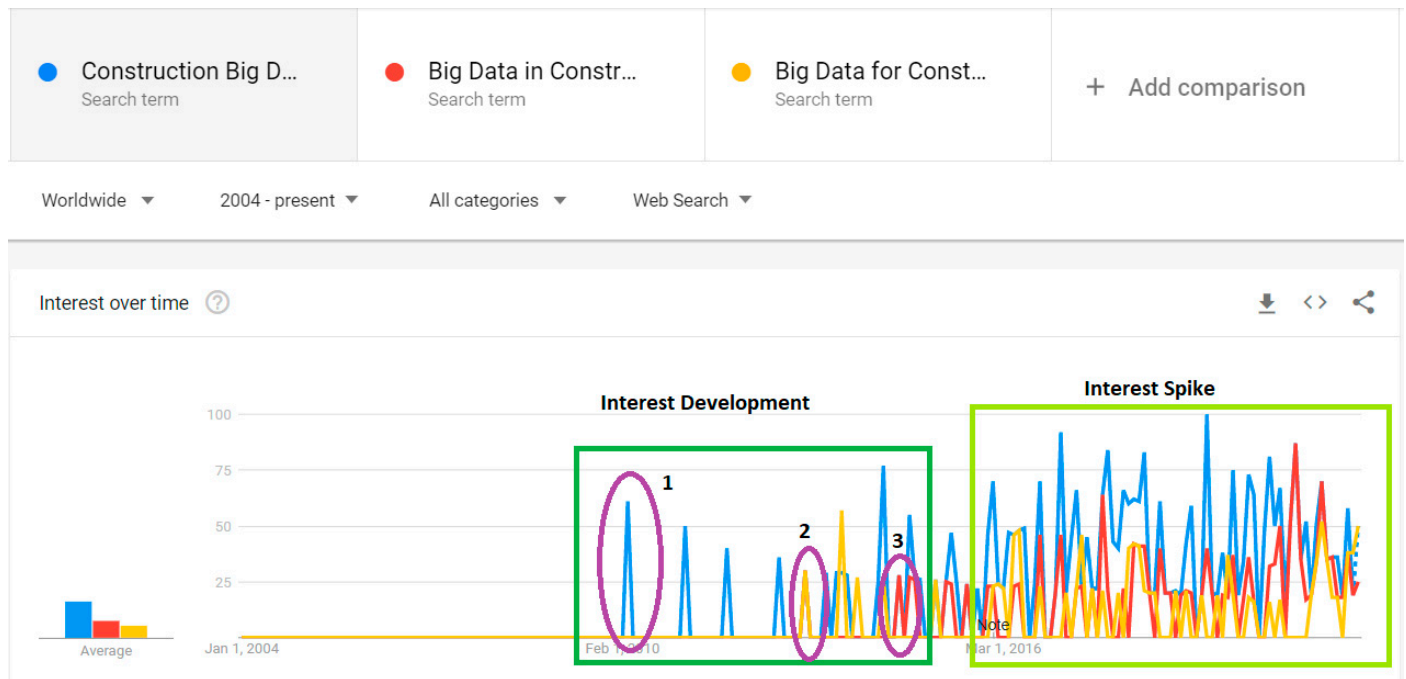 Construction Big D...
Search term
Big Data in Constr...
Search term
Big Data for Const...
Search term
+ Add comparison
Worldwide
2004 - present
All categories
Web Search
Interest over time ?
Interest Development
Interest Spike
100
75
50
25
1
2
3
Note
Average
Jan 1, 2004
Feb 1, 2010
Mar 1, 2016